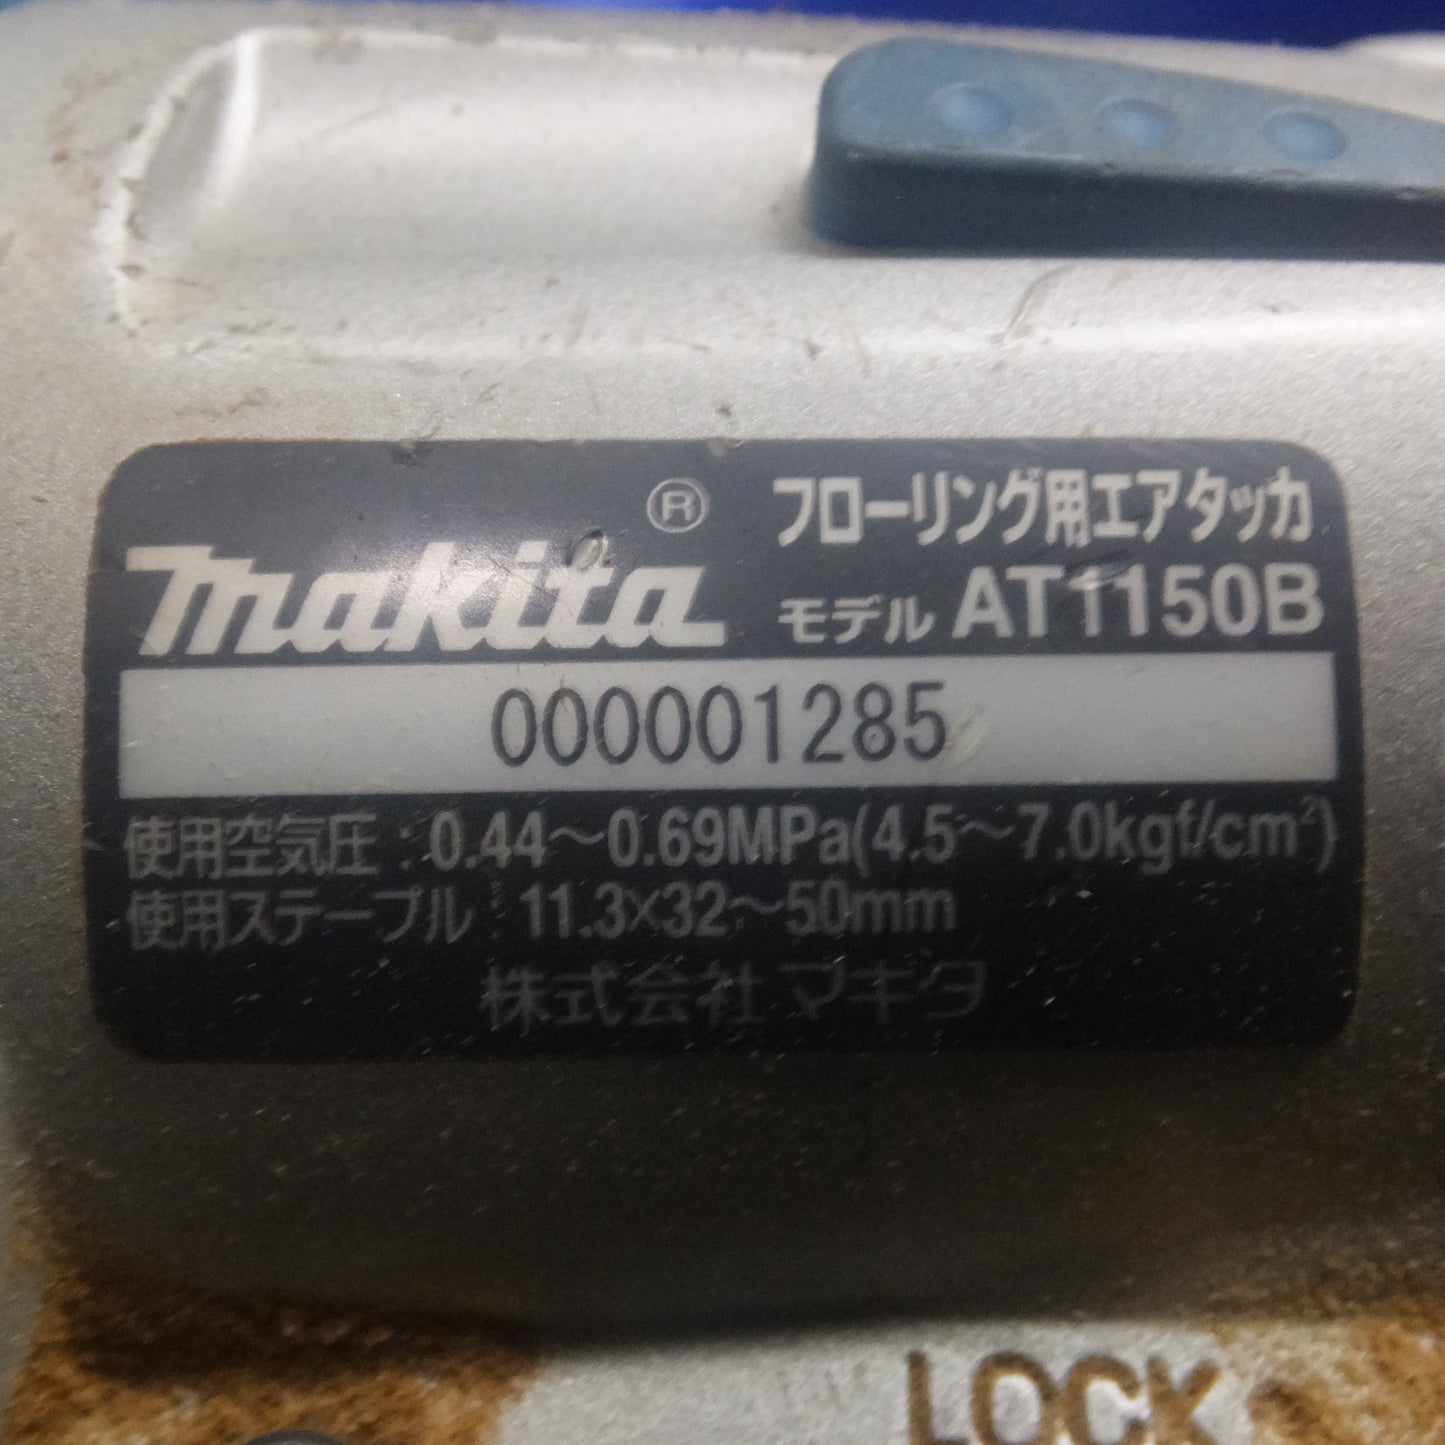 フローリング用エアタッカ
makita®
モデル AT1150B
000001285
使用空気圧：0.44～0.69MPa(4.5～7.0kgf/cm²)
使用ステープル：11.3×32～50mm
株式会社マキタ
LOCK